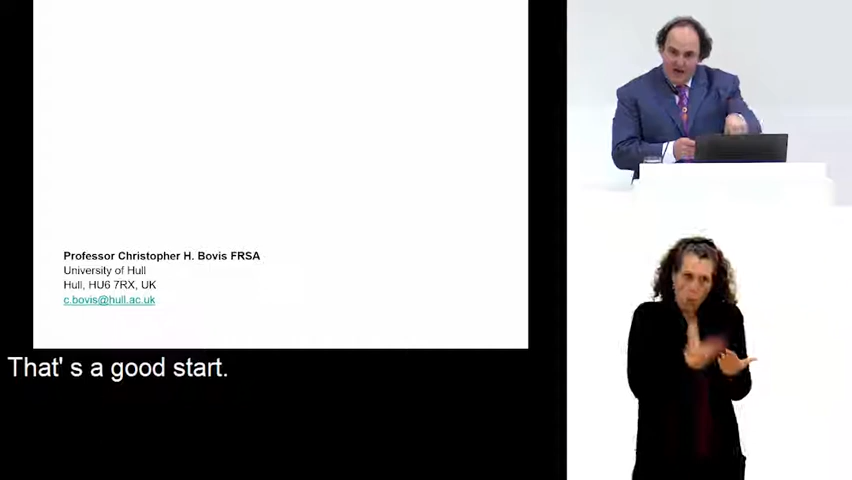 Professor Christopher H. Bovis FRSA
University of Hull
Hull, HU6 7RX, UK
c.bovis@hull.ac.uk
That' s a good start.